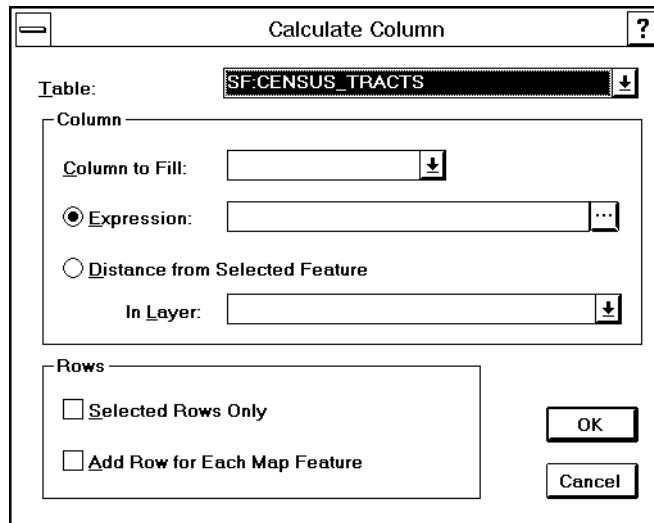 Calculate Column
?
Table: SF:CENSUS_TRACTS
Column
Column to Fill:
Expression: ...
Distance from Selected Feature
In Layer:
Rows
Selected Rows Only
Add Row for Each Map Feature
OK
Cancel